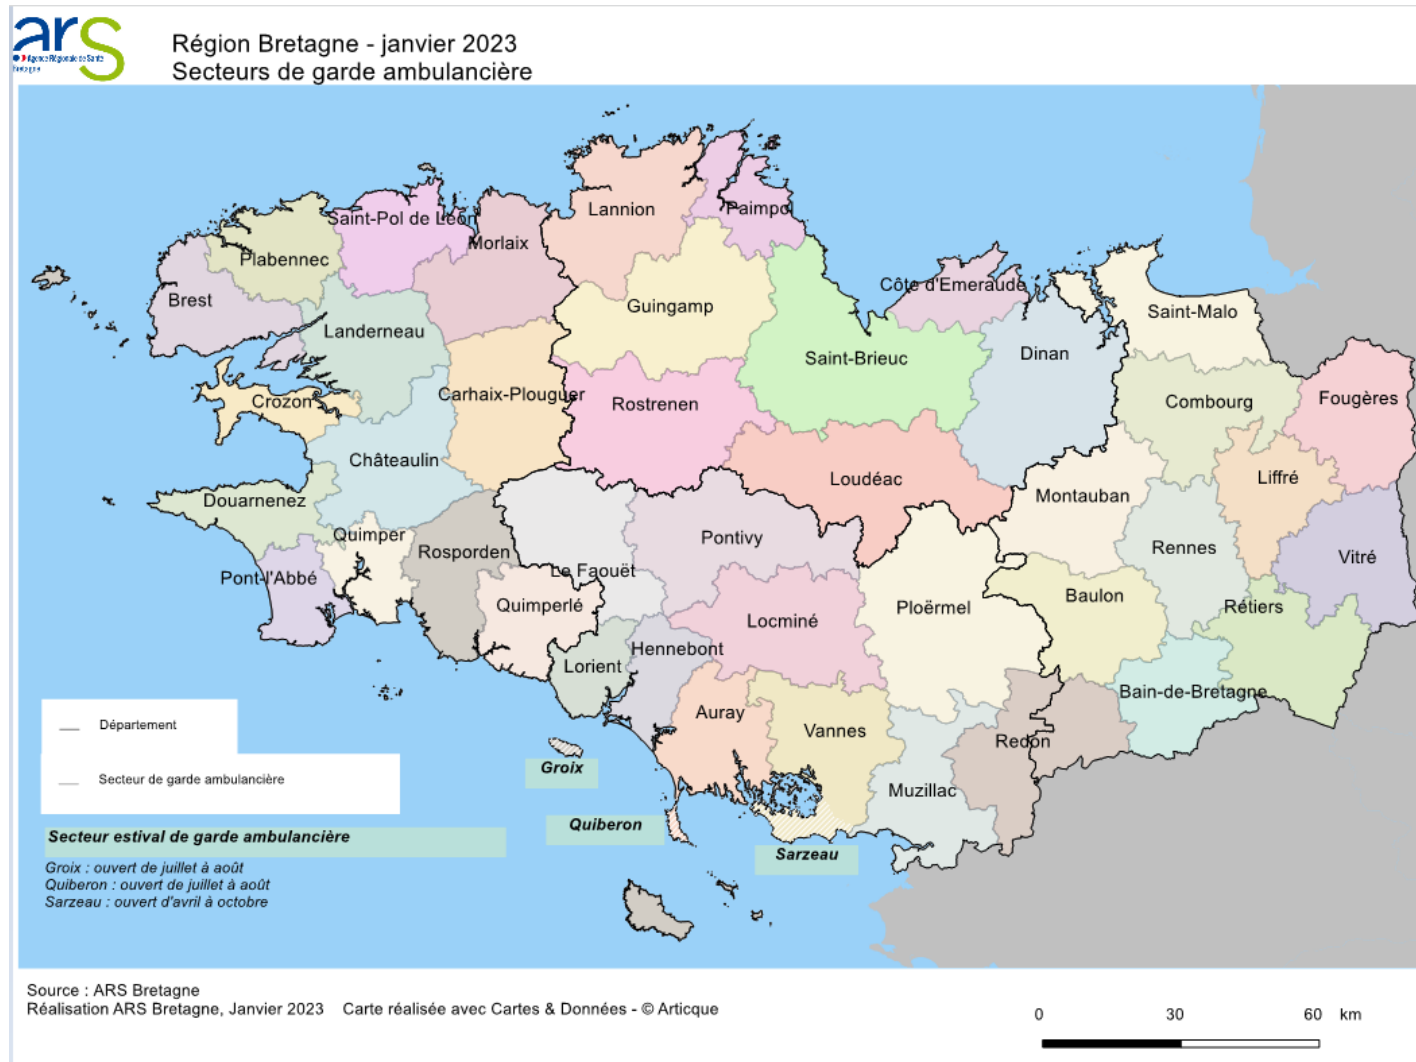 ars
Agence Régionale de Santé
Bretagne
Région Bretagne - janvier 2023
Secteurs de garde ambulancière
Lannion
Paimpol
Saint-Pol de Léon
Morlaix
Plabennec
Brest
Guingamp
Côte d'Emeraude
Saint-Malo
Landerneau
Saint-Brieuc
Dinan
Crozon
Carhaix-Plouguer
Rostrenen
Combourg
Fougères
Châteaulin
Loudéac
Liffré
Douarnenez
Montauban
Quimper
Rosporden
Pontivy
Rennes
Vitré
Pont-l'Abbé
Le Faouët
Quimperlé
Locminé
Ploërmel
Baulon
Rétiers
Lorient
Hennebont
Bain-de-Bretagne
Auray
Vannes
Redon
Muzillac
Groix
Quiberon
Sarzeau
Département
Secteur de garde ambulancière
Secteur estival de garde ambulancière
Groix : ouvert de juillet à août
Quiberon : ouvert de juillet à août
Sarzeau : ouvert d'avril à octobre
Source : ARS Bretagne
Réalisation ARS Bretagne, Janvier 2023 Carte réalisée avec Cartes & Données - © Articque
0 30 60 km